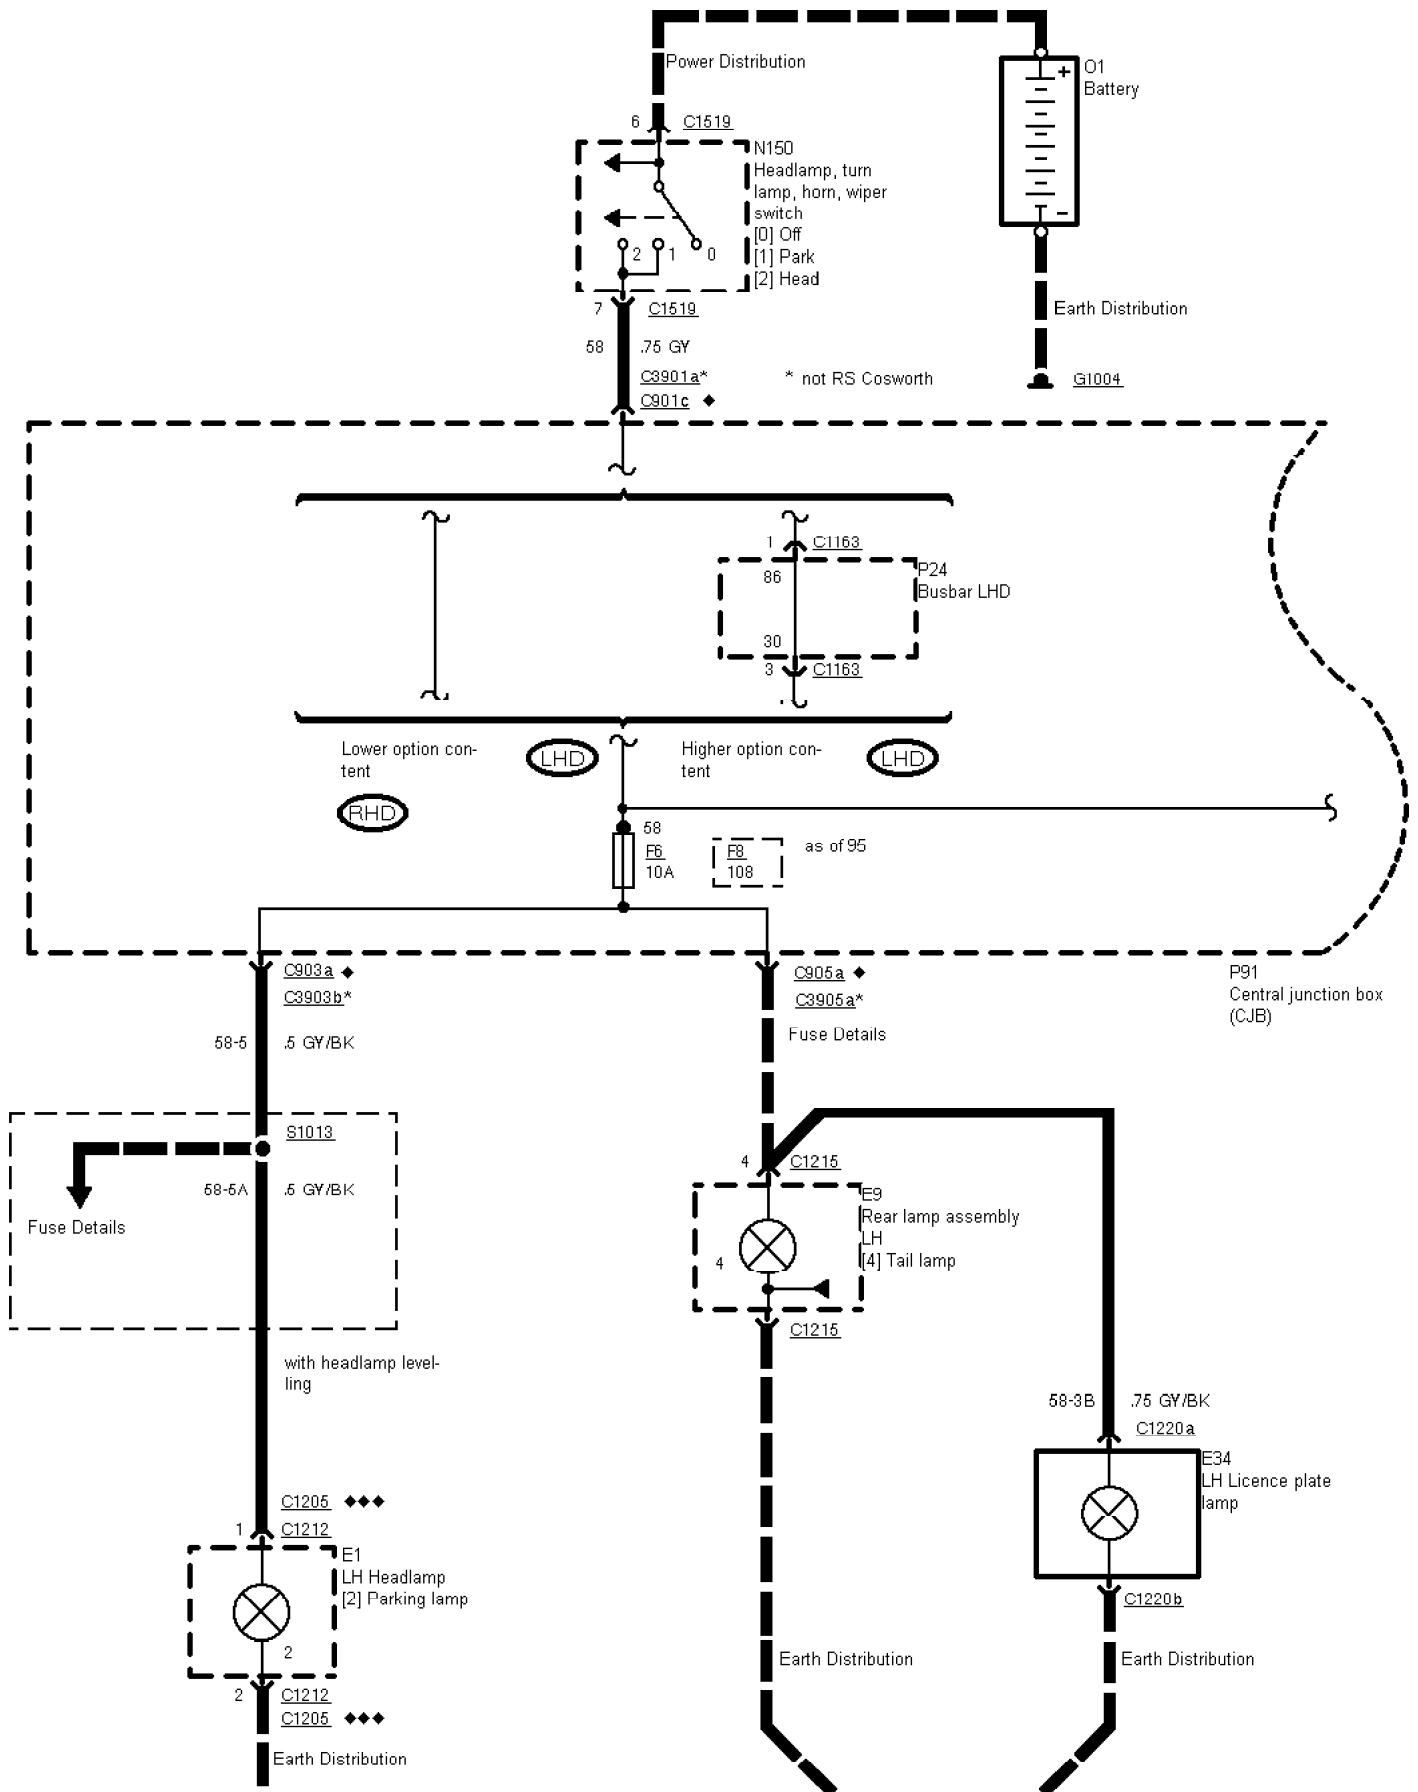 Power Distribution
O1
Battery
+
–
6 C1519
N150
Headlamp, turn
lamp, horn, wiper
switch
[0] Off
[1] Park
[2] Head
2 1 0
7 C1519
Earth Distribution
58 .75 GY
C3901a* * not RS Cosworth
G1004
C901c ◆
1 C1163
86
P24
Busbar LHD
30
3 C1163
Lower option con-
tent
LHD
Higher option con-
tent
LHD
RHD
58
F6
10A
F8
108
as of 95
C903a ◆
C3903b*
C905a ◆
C3905a*
P91
Central junction box
(CJB)
Fuse Details
58-5 .5 GY/BK
S1013
58-5A .5 GY/BK
Fuse Details
4 C1215
E9
Rear lamp assembly
LH
[4] Tail lamp
4
C1215
with headlamp level-
ling
58-3B .75 GY/BK
C1220a
E34
LH Licence plate
lamp
C1205 ◆◆◆
1 C1212
E1
LH Headlamp
[2] Parking lamp
2
C1220b
Earth Distribution
Earth Distribution
2 C1212
C1205 ◆◆◆
Earth Distribution